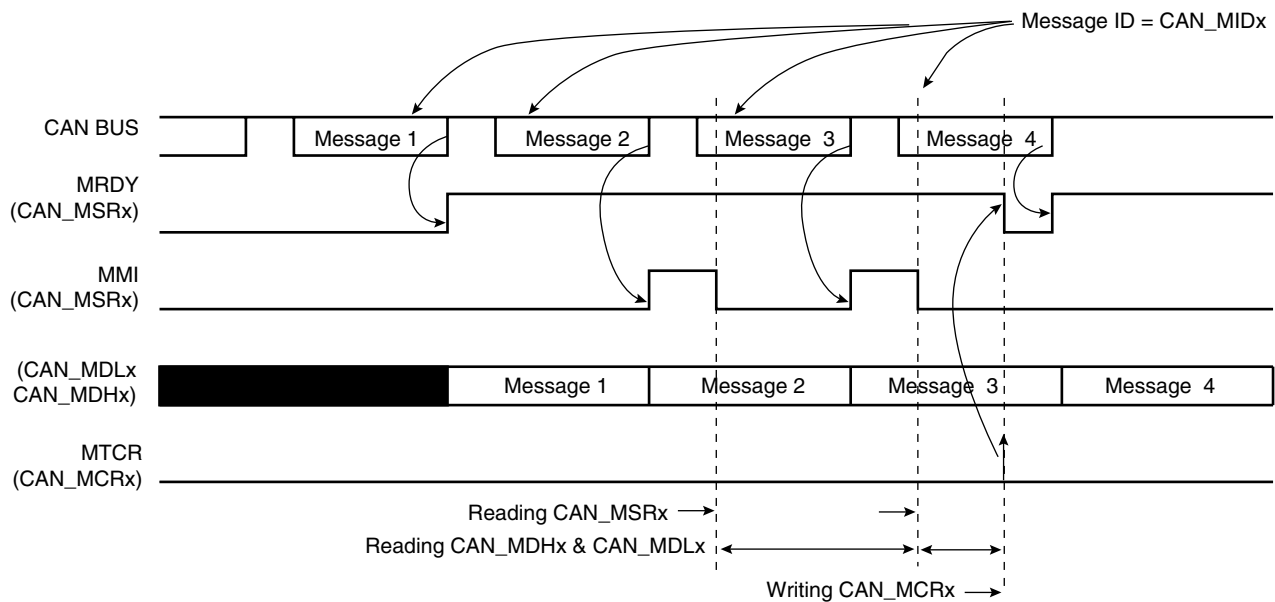 Message ID = CAN_MIDx
CAN BUS
Message 1
Message 2
Message 3
Message 4
MRDY
(CAN_MSRx)
MMI
(CAN_MSRx)
(CAN_MDLx
CAN_MDHx)
Message 1
Message 2
Message 3
Message 4
MTCR
(CAN_MCRx)
Reading CAN_MSRx
Reading CAN_MDHx & CAN_MDLx
Writing CAN_MCRx